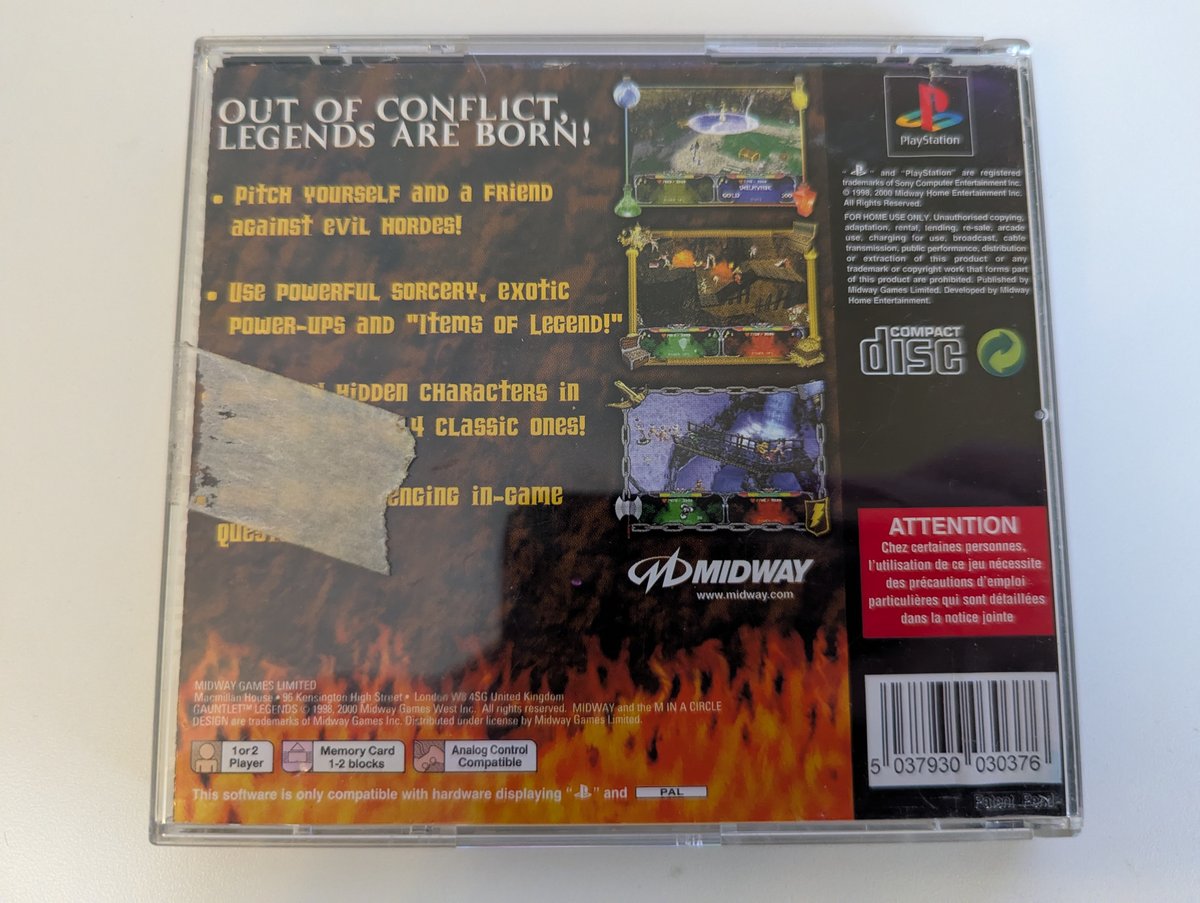 OUT OF CONFLICT,
LEGENDS ARE BORN!
• Pitch yourself and a friend
against evil hordes!
• Use powerful sorcery, exotic
power-ups and "Items of Legend!"
hidden characters in
14 classic ones!
in-game
MIDWAY
www.midway.com
MIDWAY GAMES LIMITED
Macmillan House • 96 Kensington High Street • London W8 4SG United Kingdom
GAUNTLET™ LEGENDS © 1998, 2000 Midway Games West Inc. All rights reserved. MIDWAY and the M IN A CIRCLE
DESIGN are trademarks of Midway Games Inc. Distributed under license by Midway Games Limited.
1 or 2
Player
Memory Card
1-2 blocks
Analog Control
Compatible
This software is only compatible with hardware displaying " " and PAL
PlayStation
" " and "PlayStation" are registered
trademarks of Sony Computer Entertainment Inc.
© 1998, 2000 Midway Home Entertainment Inc.
All Rights Reserved.
FOR HOME USE ONLY. Unauthorised copying,
adaptation, rental, lending, re-sale, arcade
use, charging for use, broadcast, cable
transmission, public performance, distribution
or extraction of this product or any
trademark or copyright work that forms part
of this product are prohibited. Published by
Midway Games Limited. Developed by Midway
Home Entertainment.
COMPACT
disc
ATTENTION
Chez certaines personnes,
l'utilisation de ce jeu nécessite
des précautions d'emploi
particulières qui sont détaillées
dans la notice jointe
5 037930 030376